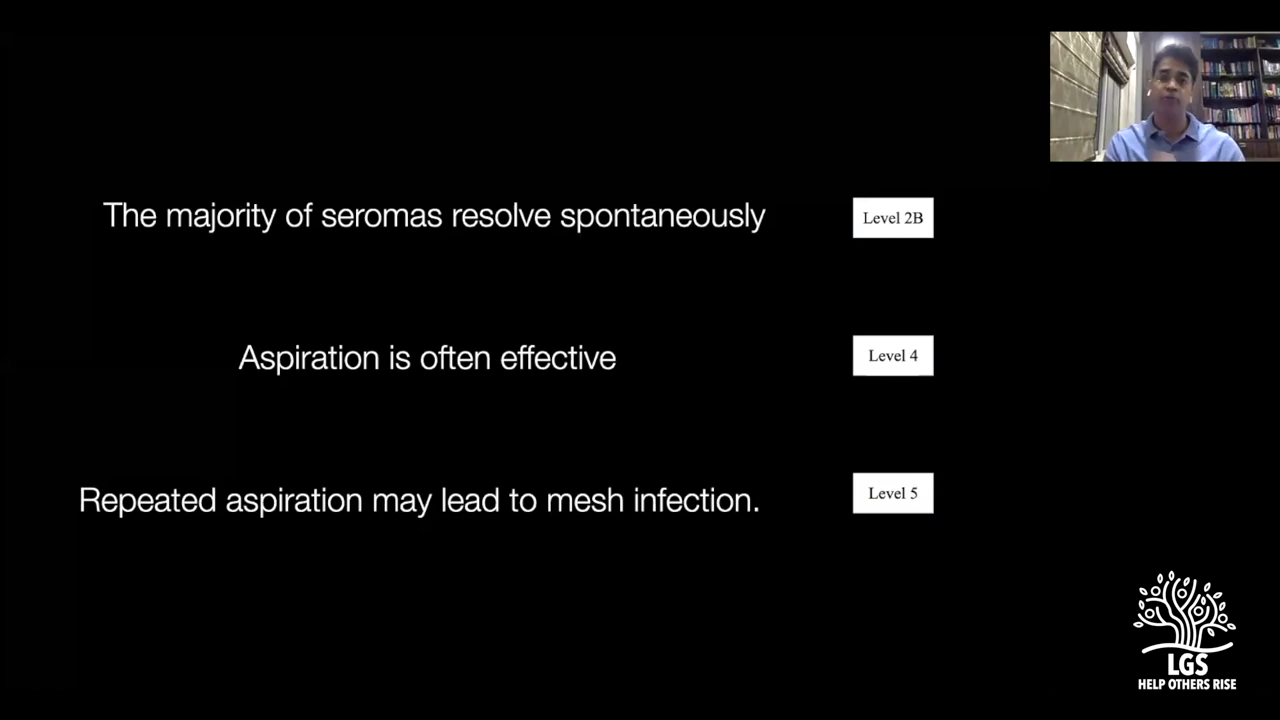 The majority of seromas resolve spontaneously
Level 2B
Aspiration is often effective
Level 4
Repeated aspiration may lead to mesh infection.
Level 5
LGS
HELP OTHERS RISE